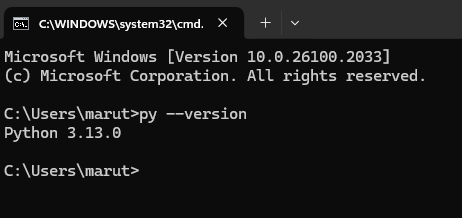 C:\WINDOWS\system32\cmd.
Microsoft Windows [Version 10.0.26100.2033]
(c) Microsoft Corporation. All rights reserved.
C:\Users\marut>py --version
Python 3.13.0
C:\Users\marut>